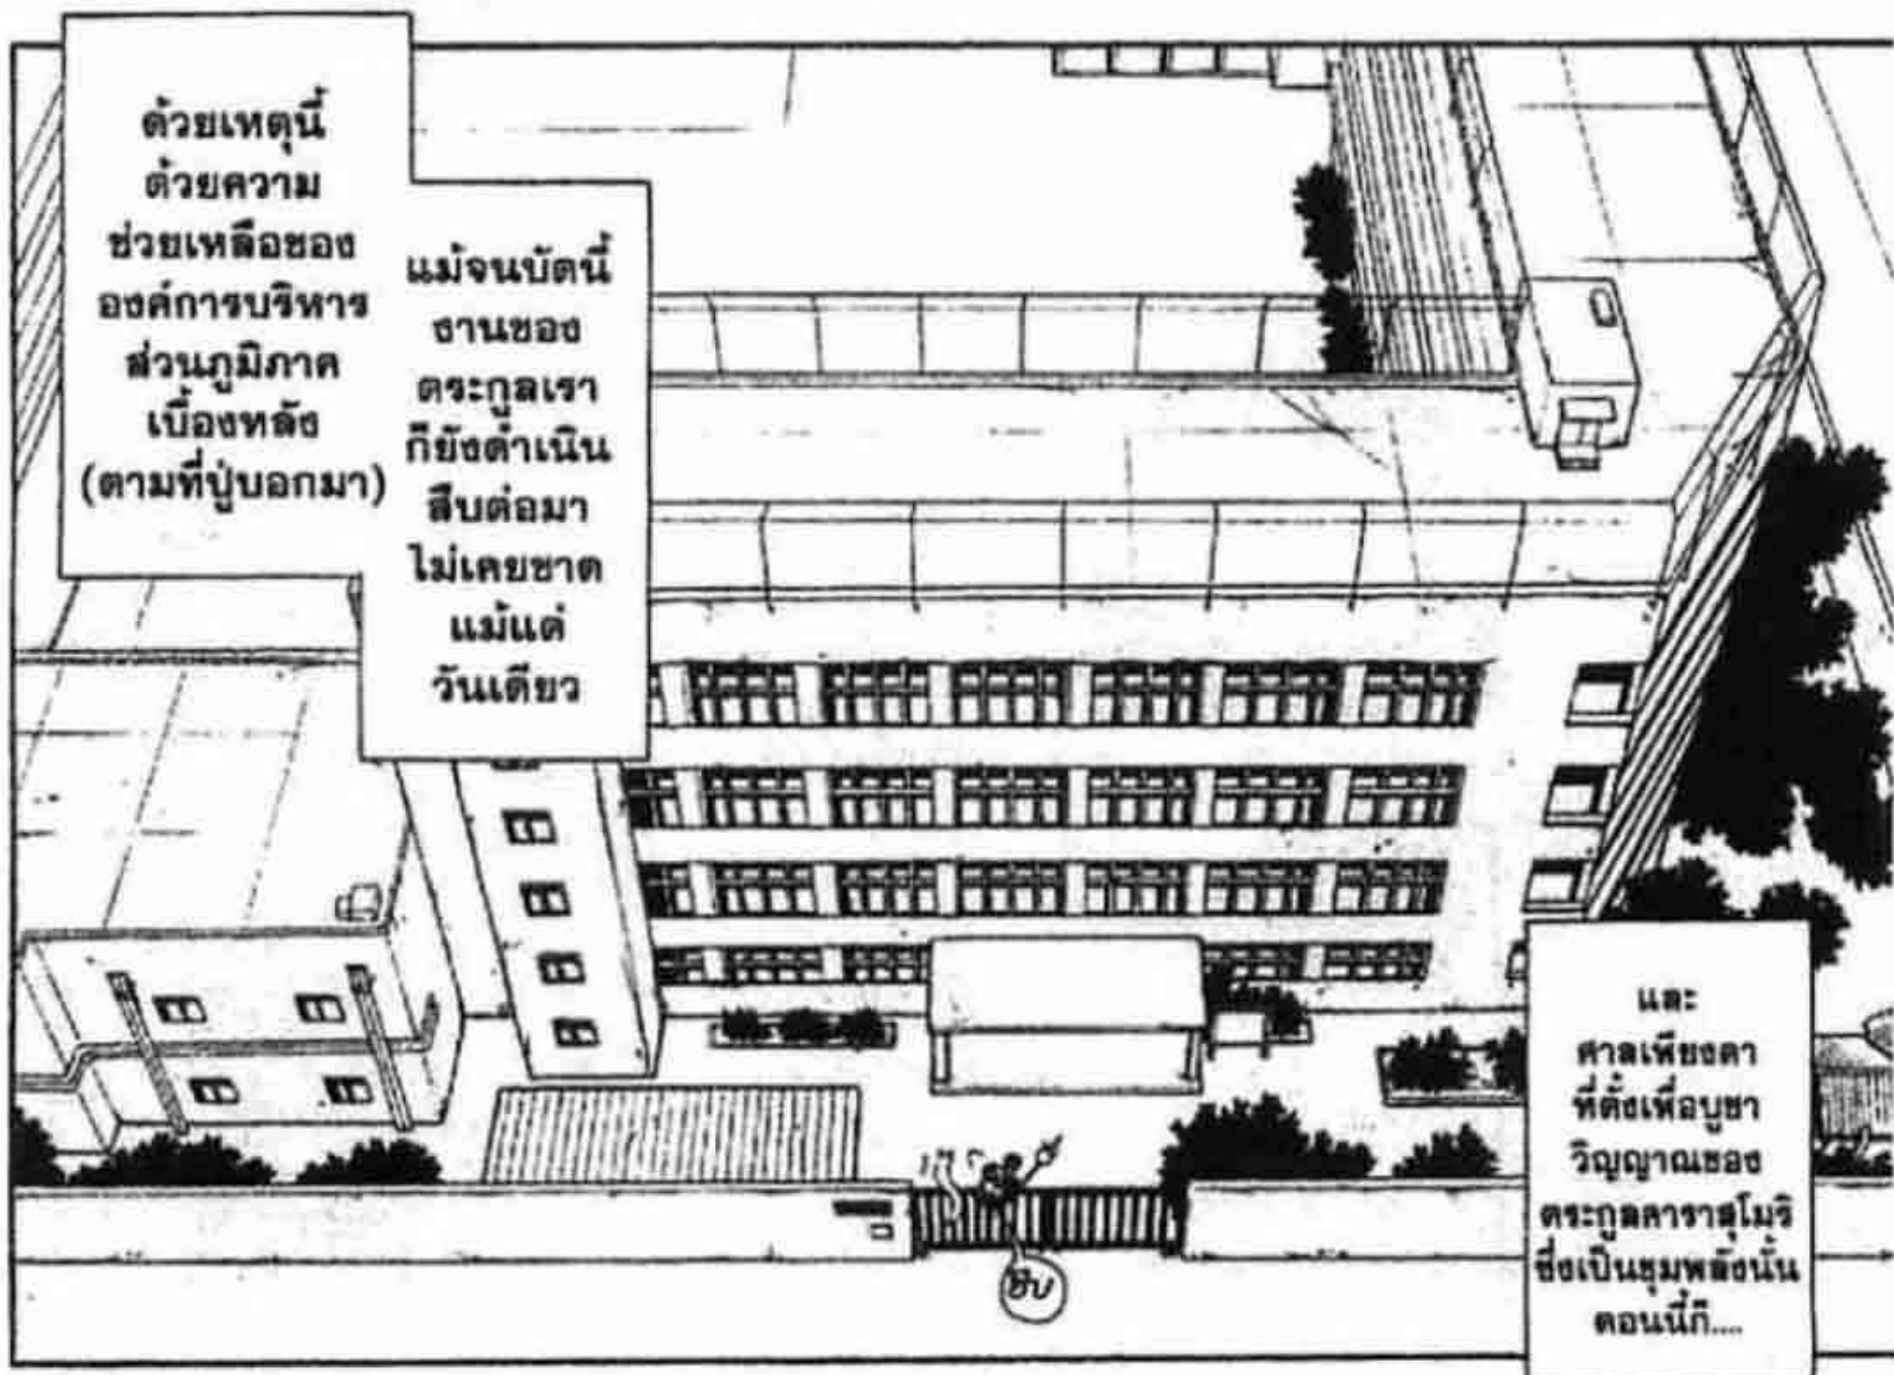 ด้วยเหตุนี้
ด้วยความ
ช่วยเหลือของ
องค์การบริหาร
ส่วนภูมิภาค
เบื้องหลัง
(ตามที่ปู่บอกมา)
แม้จนบัดนี้
งานของ
ตระกูลเรา
ก็ยังดำเนิน
สืบต่อมา
ไม่เคยขาด
แม้แต่
วันเดียว
และ
ศาลเพียงตา
ที่ตั้งเพื่อบูชา
วิญญาณของ
ตระกูลคาราสุโมริ
ซึ่งเป็นขุมพลังนั้น
ตอนนี้ก็....
ฮึบ